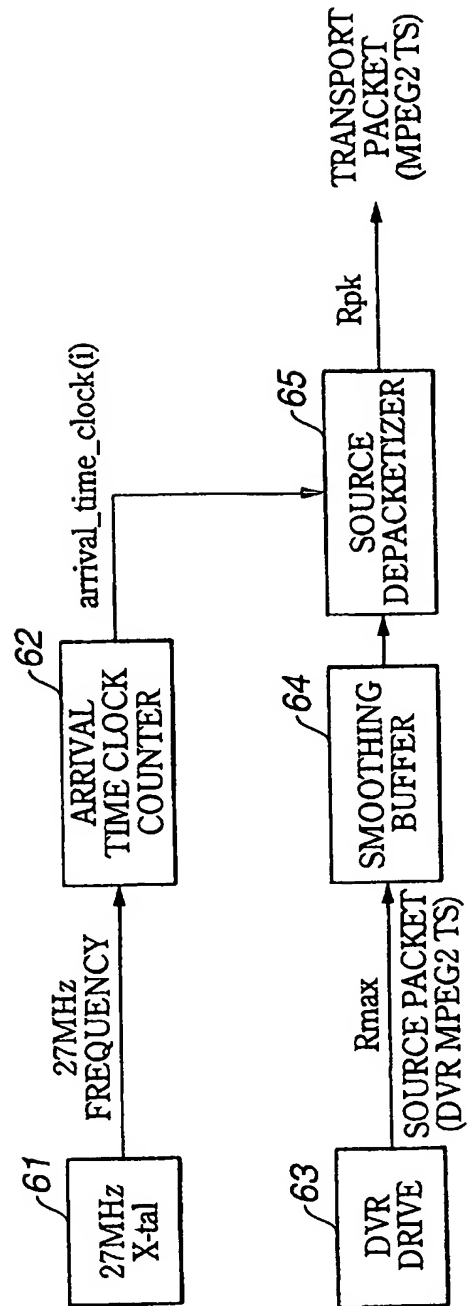 61
27MHz
X-tal
27MHz
FREQUENCY
62
ARRIVAL
TIME CLOCK
COUNTER
arrival_time_clock(i)
63
DVR
DRIVE
Rmax
SOURCE PACKET
(DVR MPEG2 TS)
64
SMOOTHING
BUFFER
65
SOURCE
DEPACKETIZER
Rpk
TRANSPORT
PACKET
(MPEG2 TS)